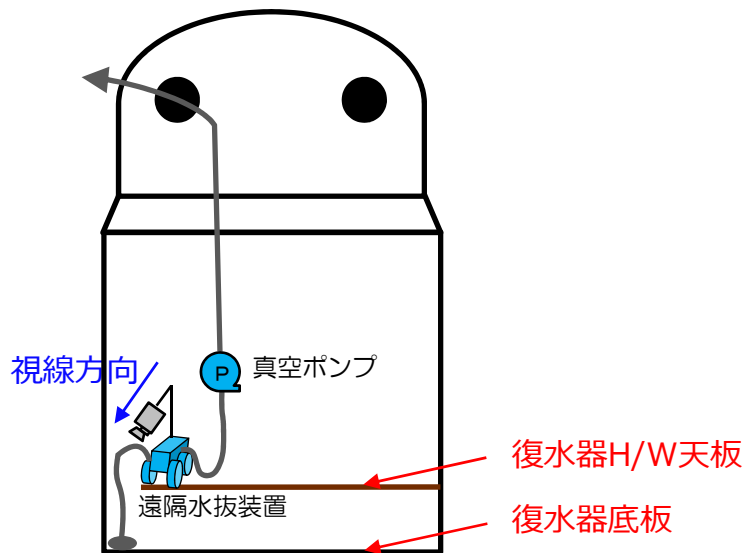 視線方向
P
真空ポンプ
復水器H/W天板
遠隔水抜装置
復水器底板